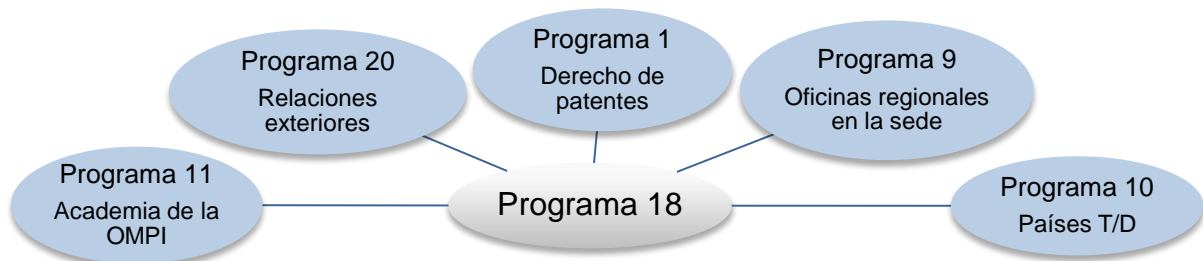 Programa 1
Derecho de
patentes
Programa 20
Relaciones
exteriores
Programa 9
Oficinas regionales
en la sede
Programa 11
Academia de la
OMPI
Programa 18
Programa 10
Países T/D